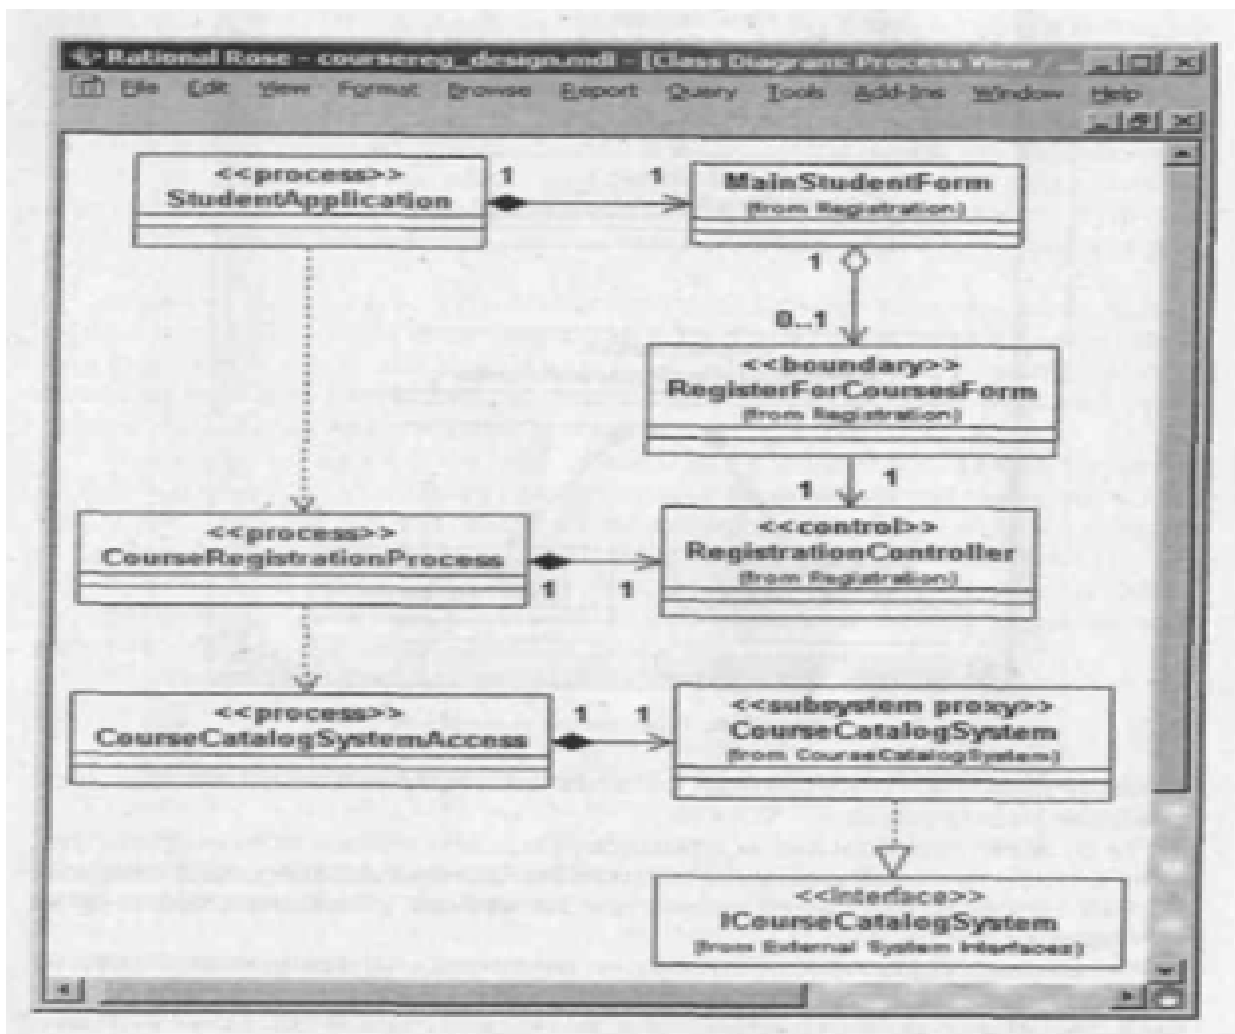 Rational Rose - coursereg_design.mdl - [Class Diagram: Process View / ...
File Edit View Format Browse Report Query Tools Add-Ins Window Help
<<process>>
StudentApplication
1
1
MainStudentForm
(from Registration)
1
0..1
<<boundary>>
RegisterForCoursesForm
(from Registration)
1
1
<<process>>
CourseRegistrationProcess
1
1
<<control>>
RegistrationController
(from Registration)
<<process>>
CourseCatalogSystemAccess
1
1
<<subsystem proxy>>
CourseCatalogSystem
(from CourseCatalogSystem)
<<interface>>
ICourseCatalogSystem
(from External System Interfaces)